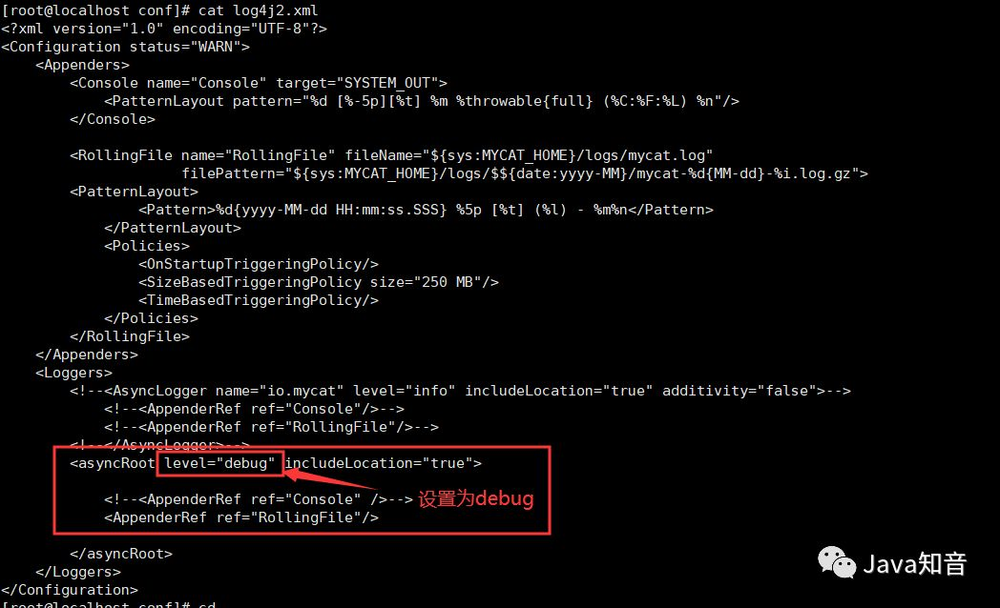 [root@localhost conf]# cat log4j2.xml
<?xml version="1.0" encoding="UTF-8"?>
<Configuration status="WARN">
    <Appenders>
        <Console name="Console" target="SYSTEM_OUT">
            <PatternLayout pattern="%d [%-5p][%t] %m %throwable{full} (%C:%F:%L) %n"/>
        </Console>
        <RollingFile name="RollingFile" fileName="${sys:MYCAT_HOME}/logs/mycat.log"
                     filePattern="${sys:MYCAT_HOME}/logs/$${date:yyyy-MM}/mycat-%d{MM-dd}-%i.log.gz">
        <PatternLayout>
                <Pattern>%d{yyyy-MM-dd HH:mm:ss.SSS} %5p [%t] (%l) - %m%n</Pattern>
            </PatternLayout>
            <Policies>
                <OnStartupTriggeringPolicy/>
                <SizeBasedTriggeringPolicy size="250 MB"/>
                <TimeBasedTriggeringPolicy/>
            </Policies>
        </RollingFile>
    </Appenders>
    <Loggers>
        <!--<AsyncLogger name="io.mycat" level="info" includeLocation="true" additivity="false">-->
            <!--<AppenderRef ref="Console"/>-->
            <!--<AppenderRef ref="RollingFile"/>-->
        <!--</AsyncLogger>-->
        <asyncRoot level="debug" includeLocation="true">
            <!--<AppenderRef ref="Console" />--> 设置为debug
            <AppenderRef ref="RollingFile"/>
        </asyncRoot>
    </Loggers>
</Configuration>
[root@localhost conf]# cd
Java知音